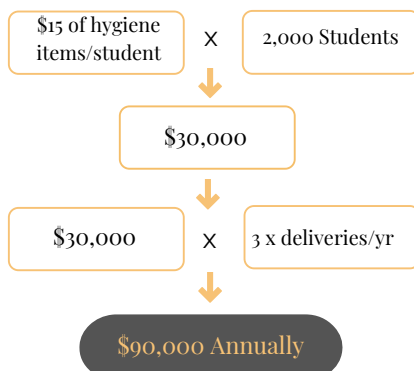 $15 of hygiene
items/student
X
2,000 Students
$30,000
$30,000
X
3 x deliveries/yr
$90,000 Annually